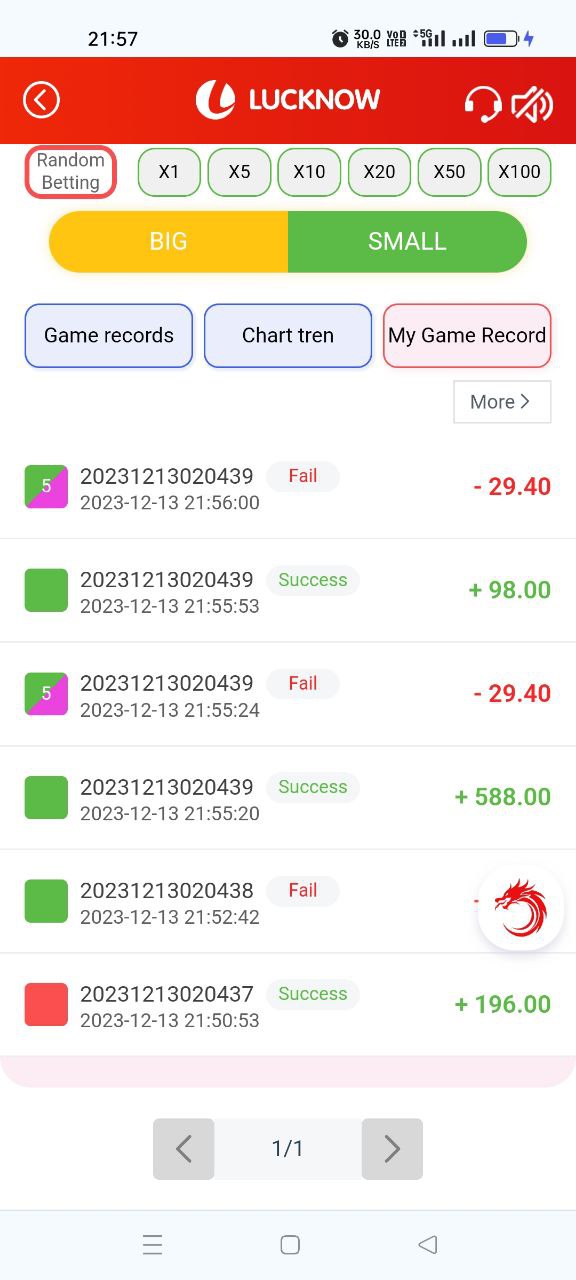 21:57
30.0 KB/S VoD LTE2 5G
LUCKNOW
Random Betting X1 X5 X10 X20 X50 X100
BIG SMALL
Game records Chart tren My Game Record
More >
5 20231213020439 Fail - 29.40
2023-12-13 21:56:00
20231213020439 Success + 98.00
2023-12-13 21:55:53
5 20231213020439 Fail - 29.40
2023-12-13 21:55:24
20231213020439 Success + 588.00
2023-12-13 21:55:20
20231213020438 Fail -
2023-12-13 21:52:42
20231213020437 Success + 196.00
2023-12-13 21:50:53
1/1